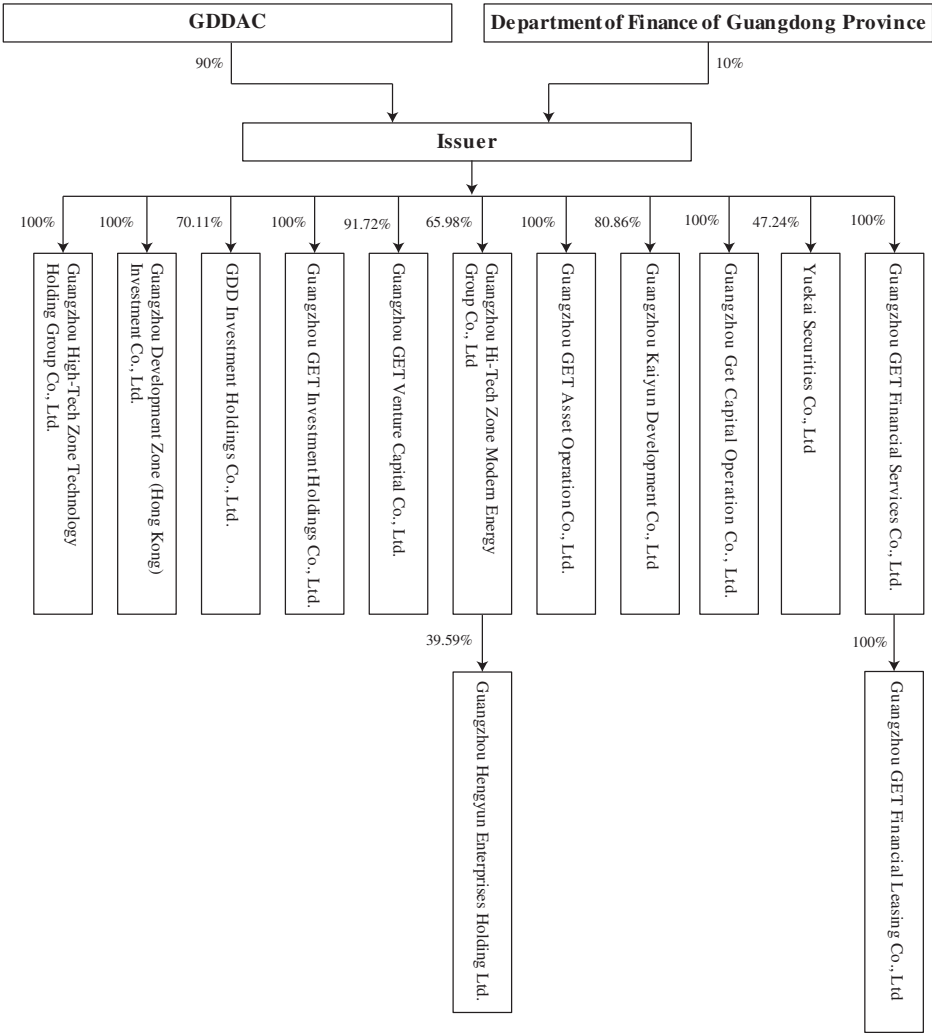 GDDAC
Department of Finance of Guangdong Province
90%
10%
Issuer
100%
100%
70.11%
100%
91.72%
65.98%
100%
80.86%
100%
47.24%
100%
Guangzhou High-Tech Zone Technology
Holding Group Co., Ltd.
Guangzhou Development Zone (Hong Kong)
Investment Co., Ltd.
GDD Investment Holdings Co., Ltd.
Guangzhou GET Investment Holdings Co., Ltd.
Guangzhou GET Venture Capital Co., Ltd.
Guangzhou Hi-Tech Zone Modem Energy
Group Co., Ltd
Guangzhou GET Asset Operation Co., Ltd.
Guangzhou Kaiyun Development Co., Ltd
Guangzhou Get Capital Operation Co., Ltd.
Yuekai Securities Co., Ltd
Guangzhou GET Financial Services Co., Ltd.
39.59%
100%
Guangzhou Hengyun Enterprises Holding Ltd.
Guangzhou GET Financial Leasing Co., Ltd